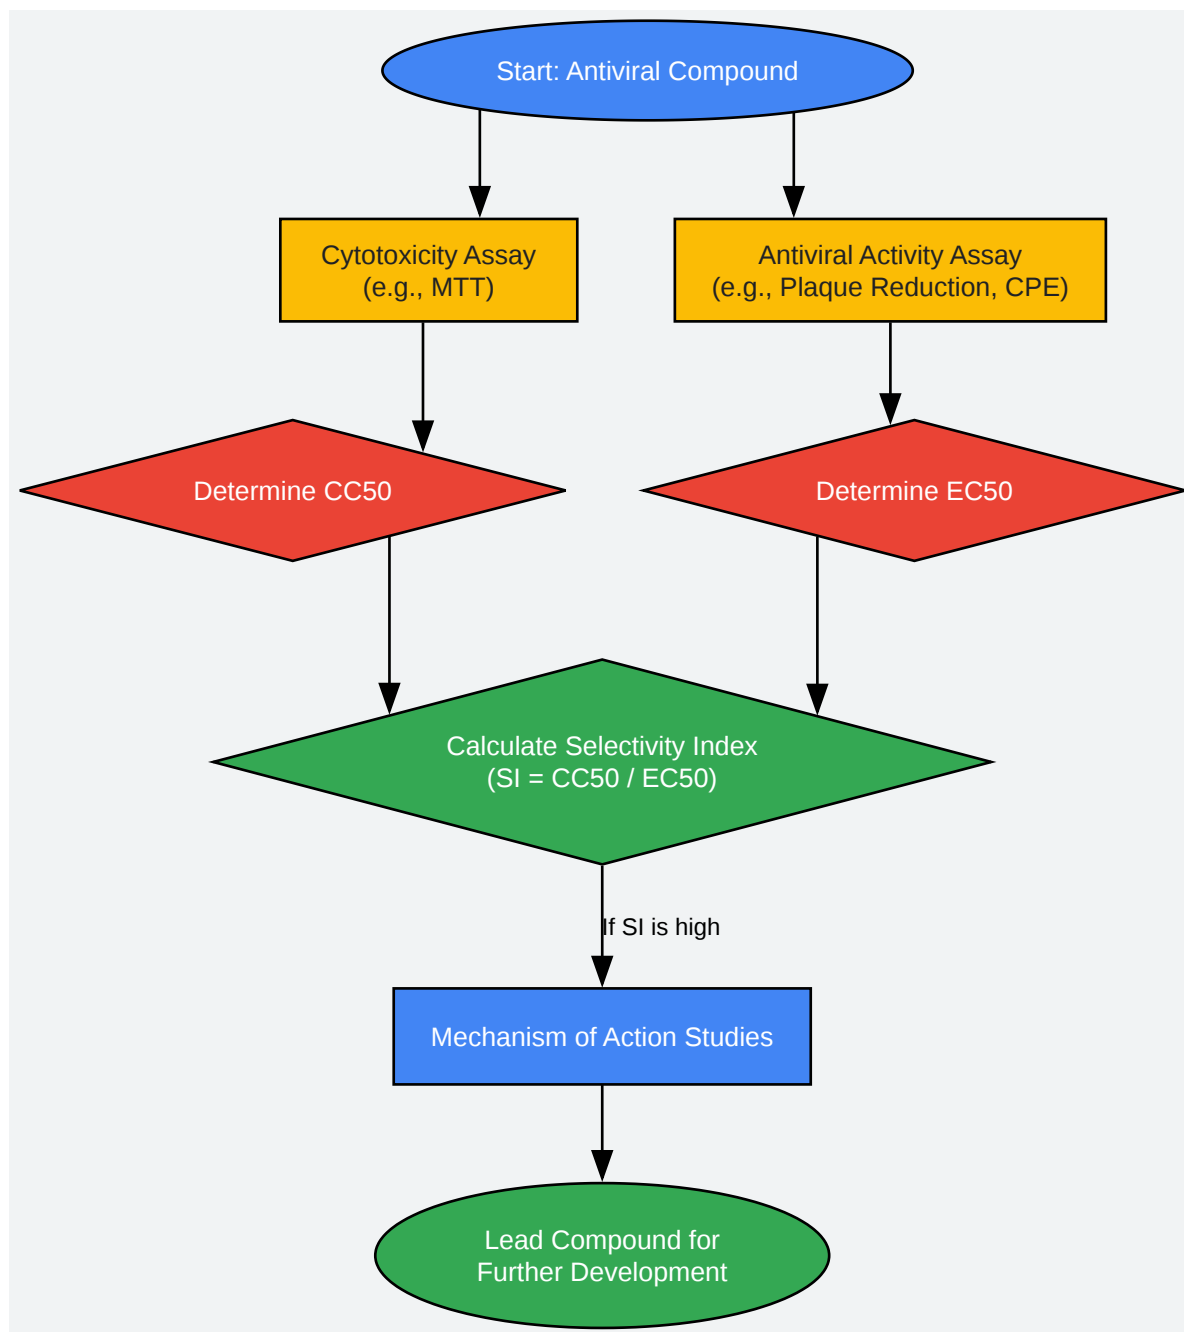 Start: Antiviral Compound
Cytotoxicity Assay
(e.g., MTT)
Antiviral Activity Assay
(e.g., Plaque Reduction, CPE)
Determine CC50
Determine EC50
Calculate Selectivity Index
(SI = CC50 / EC50)
If SI is high
Mechanism of Action Studies
Lead Compound for
Further Development